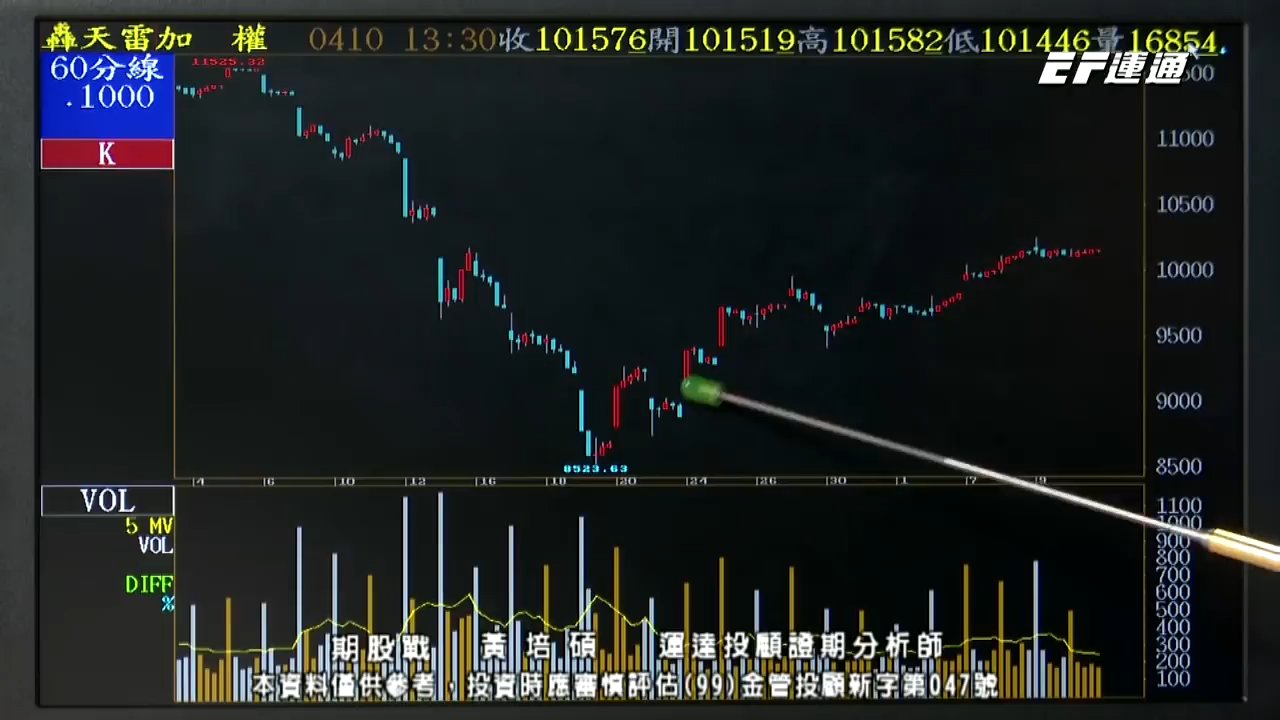 轟天雷加 權 0410 13:30收101576開101519高101582低101446量16854
EF運通
60分線
.1000
K
11525.32
500
11000
10500
10000
9500
9000
8500
8523.63
4 6 10 12 16 18 20 24 26 30 1 7 9
VOL
5 MV
VOL
DIFF
%
1100
1000
900
800
700
600
500
400
300
200
100
期股戰 黃培碩 運達投顧證期分析師
本資料僅供參考，投資時應審慎評估(99)金管投顧新字第047號